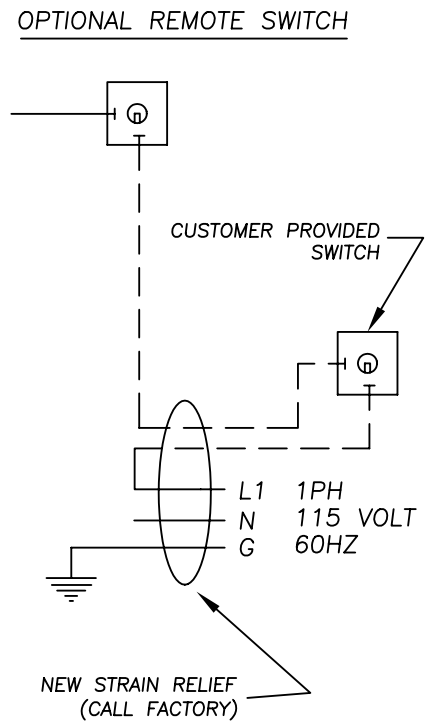 OPTIONAL REMOTE SWITCH
CUSTOMER PROVIDED
SWITCH
L1 1PH
N 115 VOLT
G 60HZ
NEW STRAIN RELIEF
(CALL FACTORY)